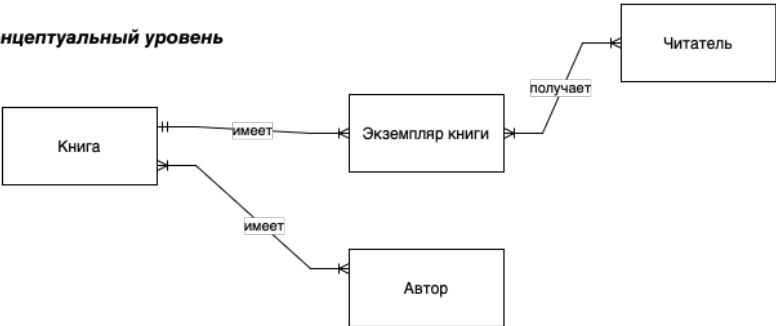 нцептуальный уровень
Читатель
получает
Книга
имеет
Экземпляр книги
имеет
Автор